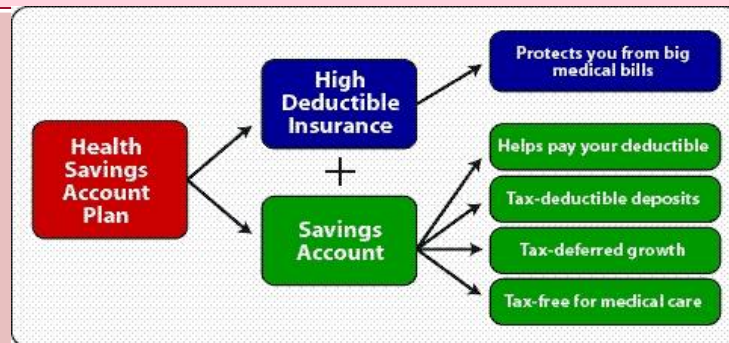 Health
Savings
Account
Plan
High
Deductible
Insurance
+
Savings
Account
Protects you from big
medical bills
Helps pay your deductible
Tax-deductible deposits
Tax-deferred growth
Tax-free for medical care